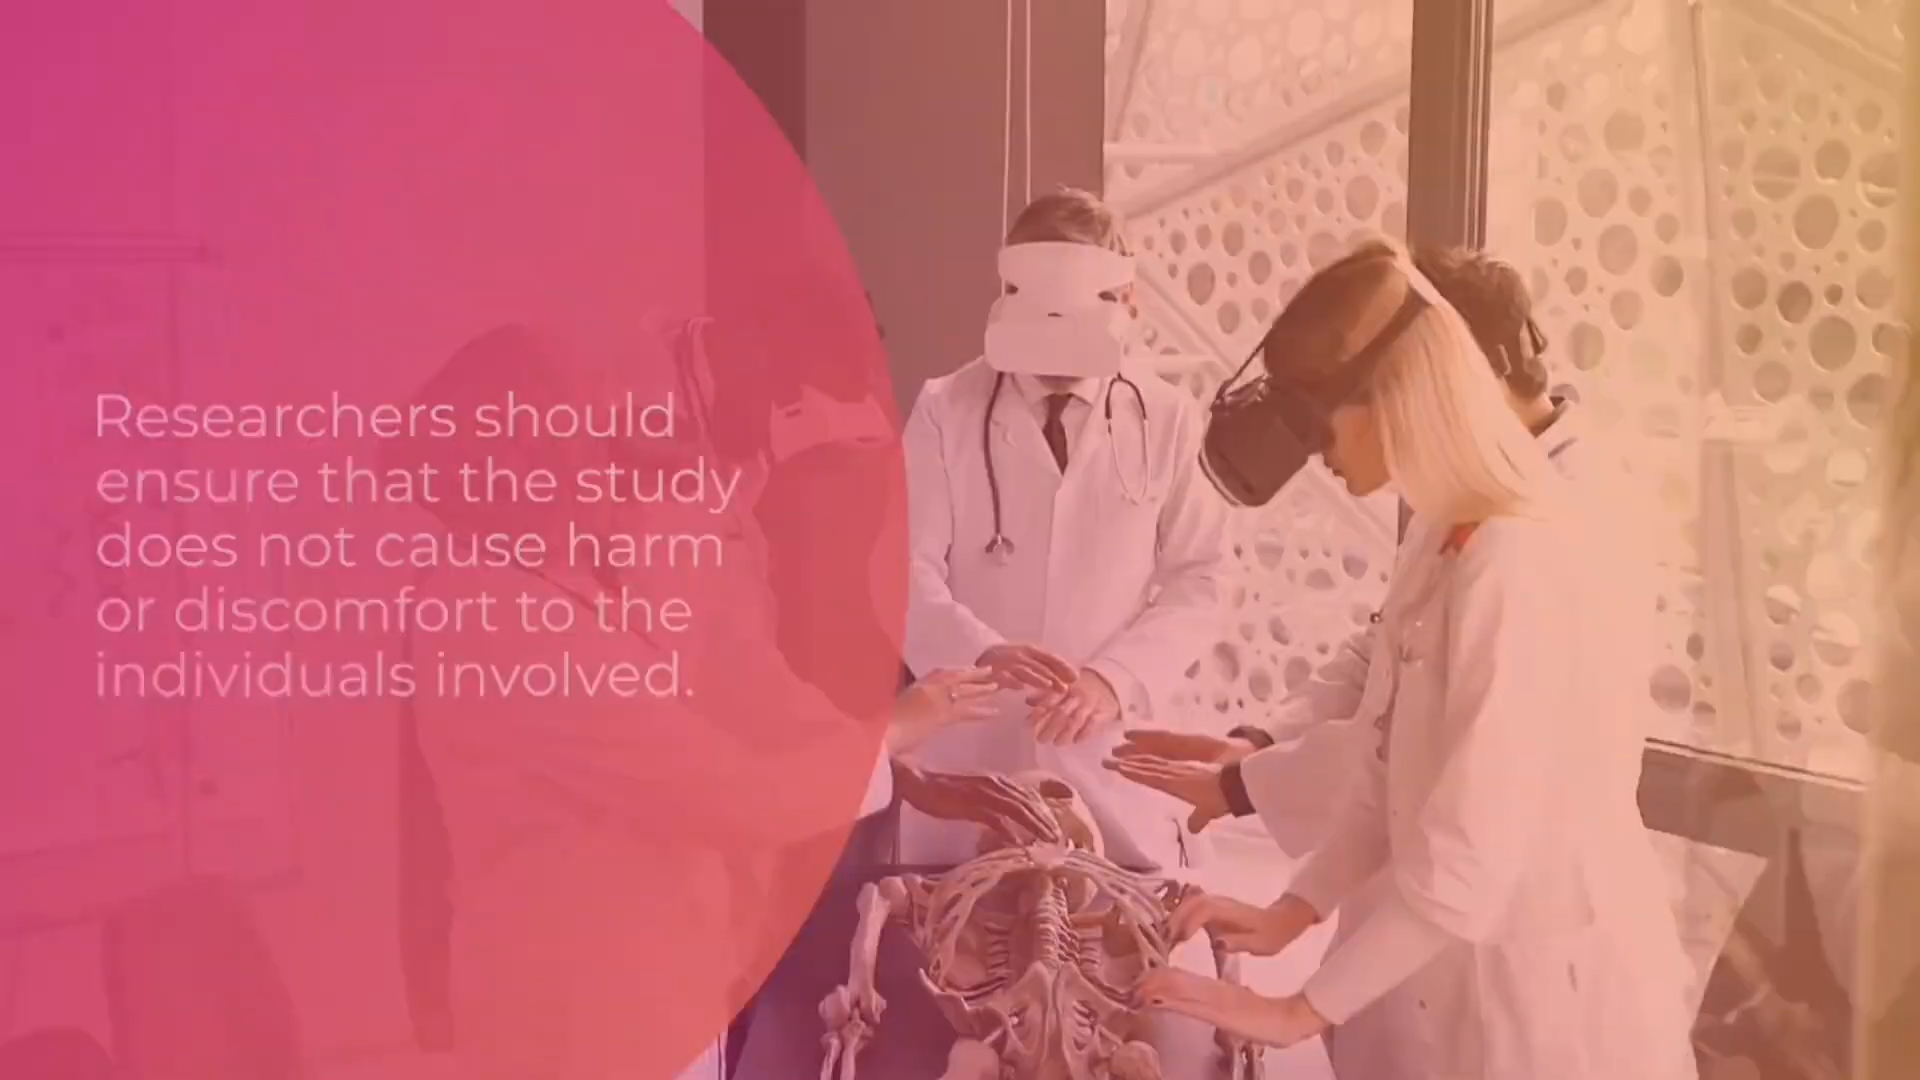 Researchers should
ensure that the study
does not cause harm
or discomfort to the
individuals involved.